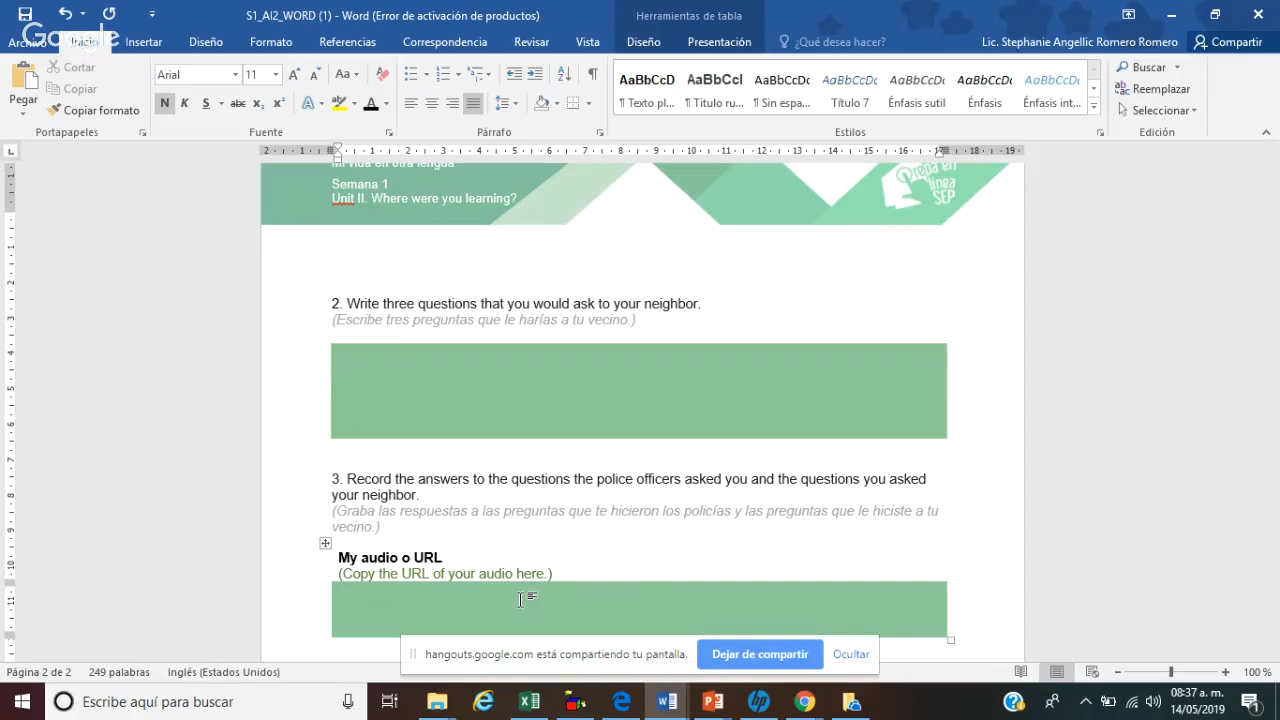 S1_AI2_WORD (1) - Word (Error de activación de productos)
Herramientas de tabla
Google
Archivo Inicio Insertar Diseño Formato Referencias Correspondencia Revisar Vista Diseño Presentación ¿Qué desea hacer? Lic. Stephanie Angellic Romero Romero Compartir
Pegar
Cortar
Copiar
Copiar formato
Portapapeles
Arial 11
Fuente
Párrafo
AaBbCcD AaBbCcI AaBbCcDc AaBbCcDc AaBbCcDc AaBbCcDc AaBbCcDc
¶ Texto pl... ¶ Título ru... ¶ Sin espa... Título 7 Énfasis sutil Énfasis Énfasis int...
Estilos
Buscar
Reemplazar
Seleccionar
Edición
Mi vida en otra lengua
Semana 1
Unit II. Where were you learning?
Prepa en
línea
SEP
2. Write three questions that you would ask to your neighbor.
(Escribe tres preguntas que le harías a tu vecino.)
3. Record the answers to the questions the police officers asked you and the questions you asked
your neighbor.
(Graba las respuestas a las preguntas que te hicieron los policías y las preguntas que le hiciste a tu
vecino.)
My audio o URL
(Copy the URL of your audio here.)
hangouts.google.com está compartiendo tu pantalla. Dejar de compartir Ocultar
Página 2 de 2 249 palabras Inglés (Estados Unidos) 100 %
Escribe aquí para buscar
08:37 a. m.
14/05/2019